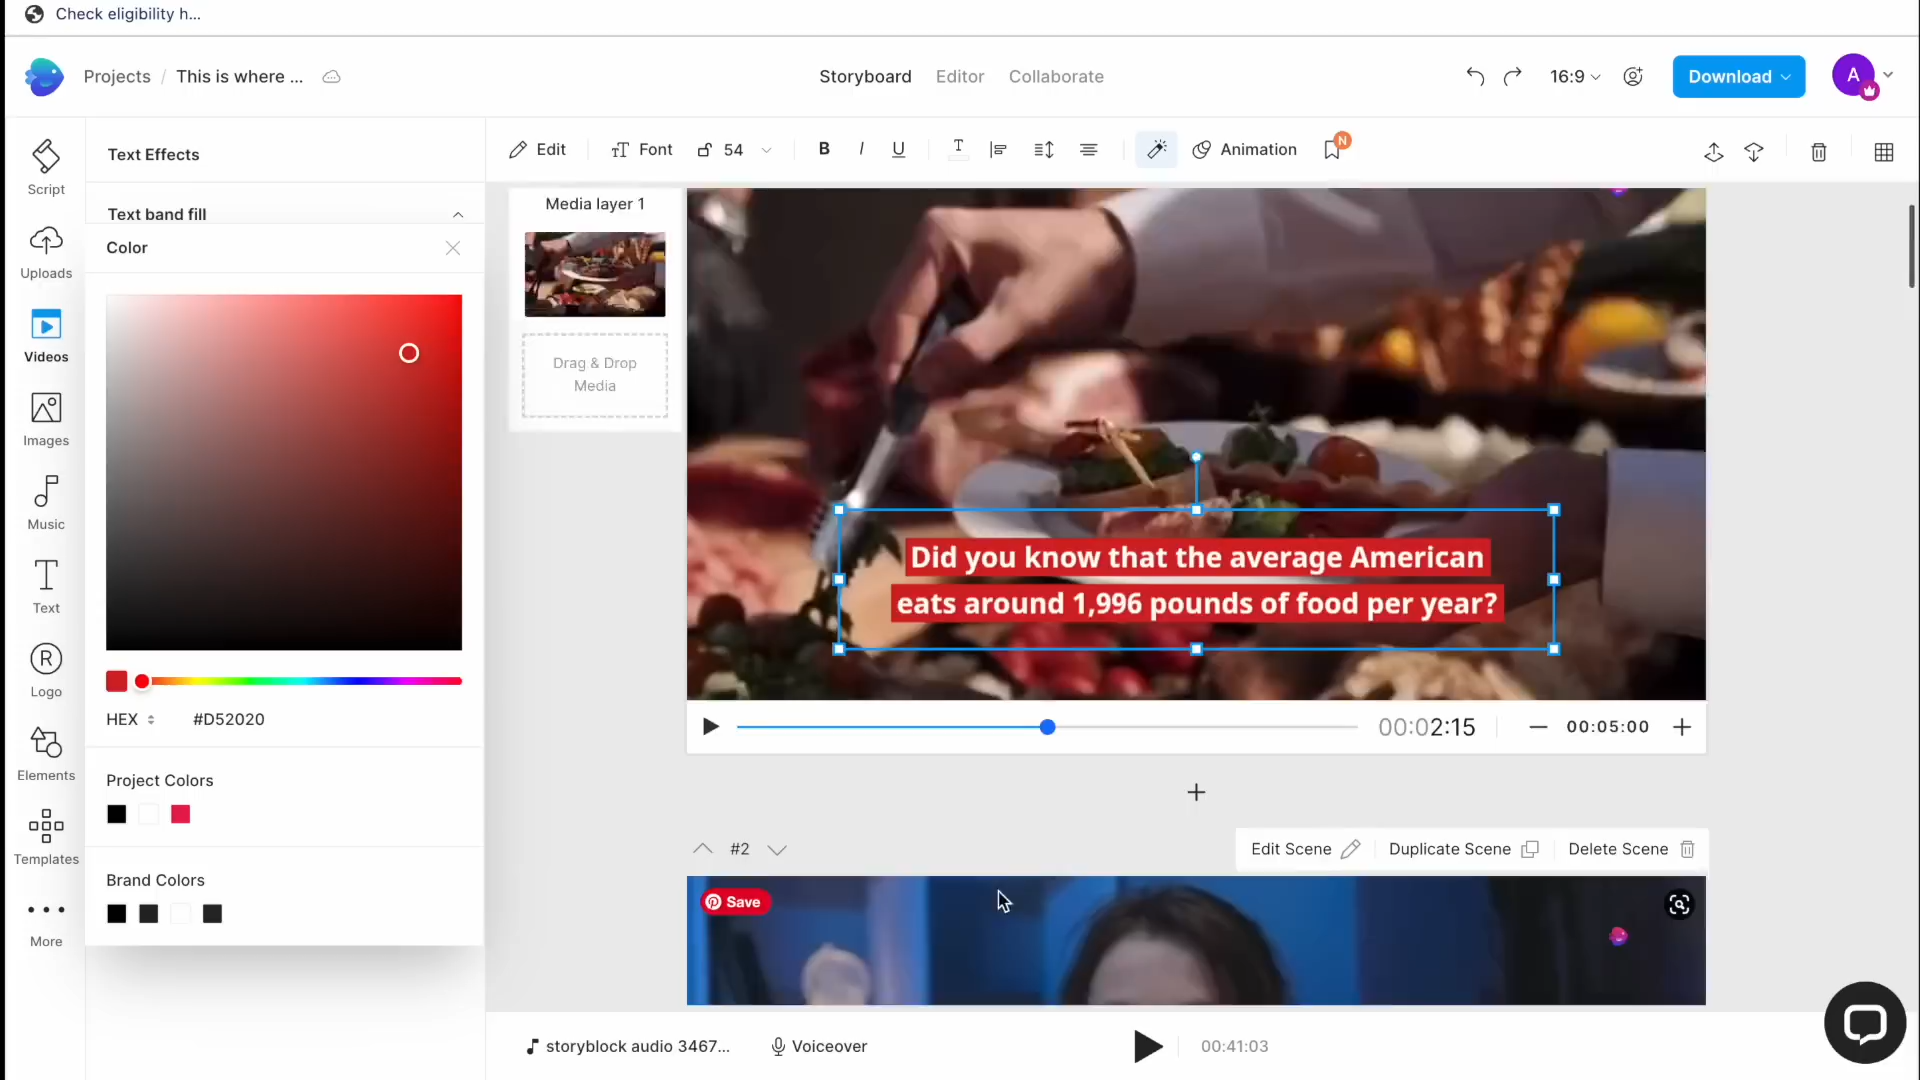 Check eligibility h...
Projects / This is where ...
Storyboard
Editor
Collaborate
16:9
Download
A
Script
Uploads
Videos
Images
Music
Text
Logo
R
Elements
Templates
More
Text Effects
Text band fill
Color
HEX
#D52020
Project Colors
Brand Colors
Edit
Font
54
B
I
U
T
Animation
N
Media layer 1
Drag & Drop
Media
Did you know that the average American
eats around 1,996 pounds of food per year?
00:02:15
00:05:00
#2
Edit Scene
Duplicate Scene
Delete Scene
Save
storyblock audio 3467...
Voiceover
00:41:03